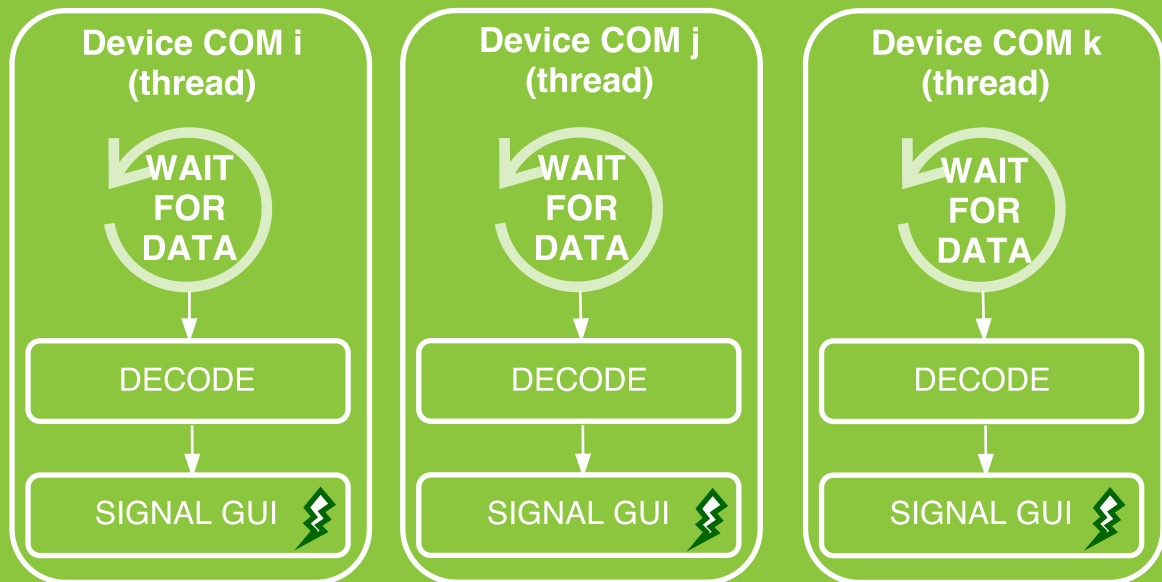 Device COM i
(thread)
WAIT
FOR
DATA
DECODE
SIGNAL GUI
Device COM j
(thread)
WAIT
FOR
DATA
DECODE
SIGNAL GUI
Device COM k
(thread)
WAIT
FOR
DATA
DECODE
SIGNAL GUI